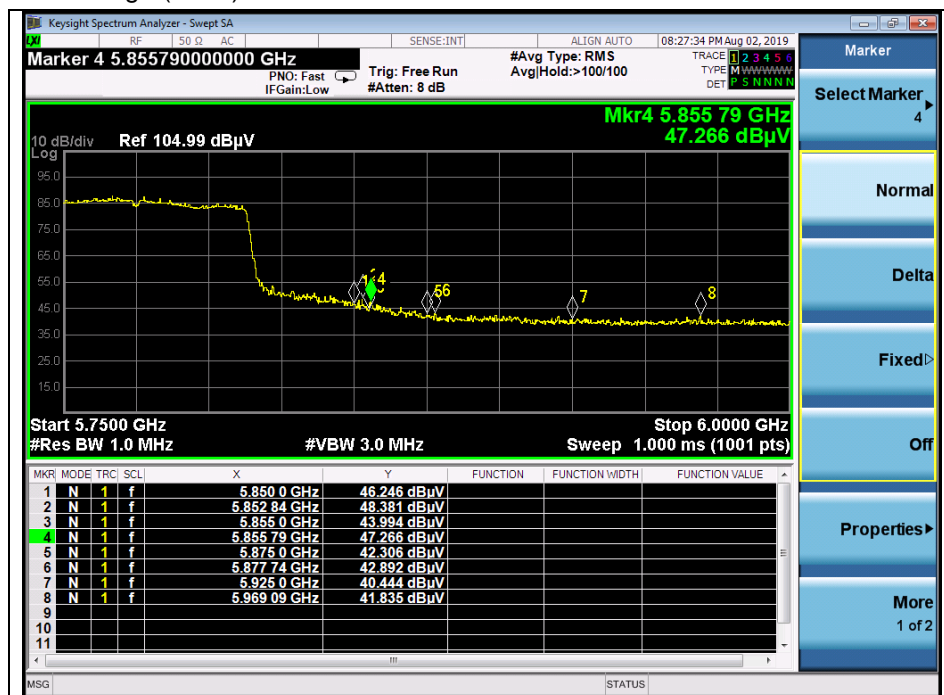 Keysight Spectrum Analyzer - Swept SA
LXI RF 50 Ω AC SENSE:INT ALIGN AUTO 08:27:34 PM Aug 02, 2019
Marker 4 5.855790000000 GHz
#Avg Type: RMS
TRACE 1 2 3 4 5 6
PNO: Fast
Trig: Free Run
Avg|Hold:>100/100
TYPE M WWWWW
IFGain:Low
#Atten: 8 dB
DET P S N N N N
Mkr4 5.855 79 GHz
47.266 dBµV
10 dB/div Ref 104.99 dBµV
Log
95.0
85.0
75.0
65.0
55.0
45.0
35.0
25.0
15.0
4
56
7
8
Start 5.7500 GHz
Stop 6.0000 GHz
#Res BW 1.0 MHz
#VBW 3.0 MHz
Sweep 1.000 ms (1001 pts)
MKR MODE TRC SCL X Y FUNCTION FUNCTION WIDTH FUNCTION VALUE
1 N 1 f 5.850 0 GHz 46.246 dBµV
2 N 1 f 5.852 84 GHz 48.381 dBµV
3 N 1 f 5.855 0 GHz 43.994 dBµV
4 N 1 f 5.855 79 GHz 47.266 dBµV
5 N 1 f 5.875 0 GHz 42.306 dBµV
6 N 1 f 5.877 74 GHz 42.892 dBµV
7 N 1 f 5.925 0 GHz 40.444 dBµV
8 N 1 f 5.969 09 GHz 41.835 dBµV
9
10
11
MSG
STATUS
Marker
Select Marker
4
Normal
Delta
Fixed
Off
Properties
More
1 of 2